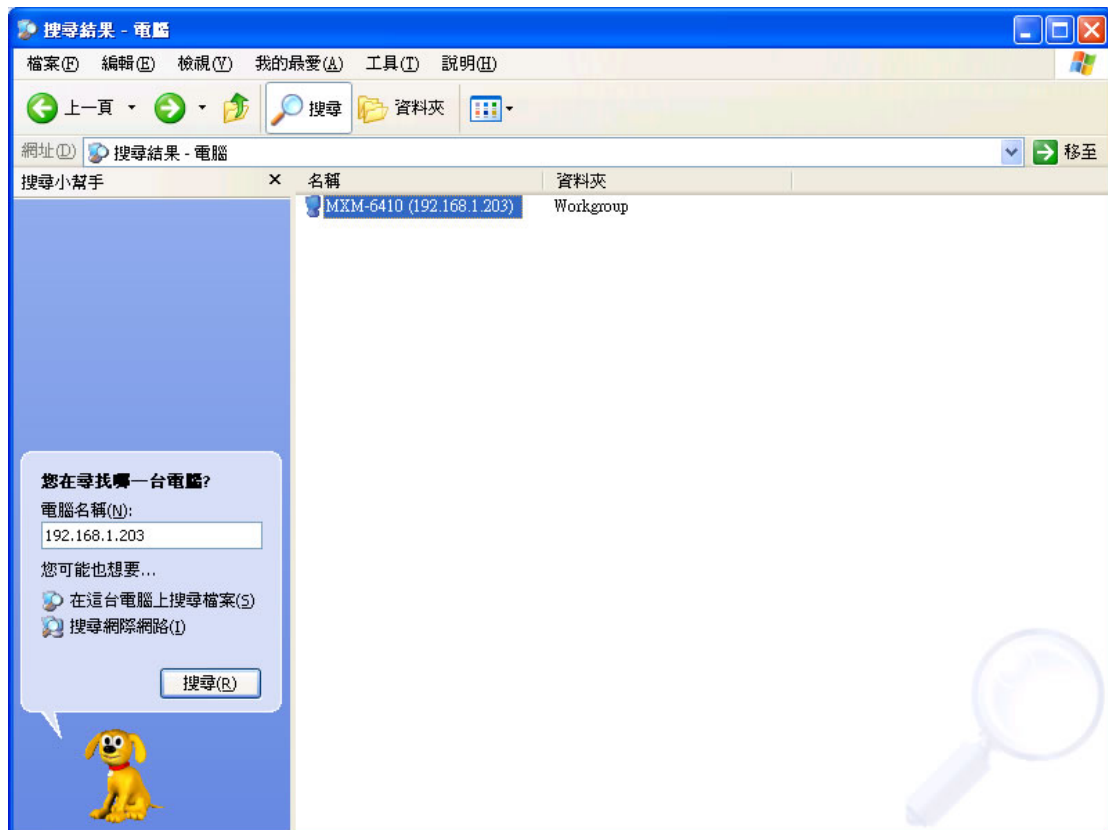 搜尋結果 - 電腦
檔案(F) 編輯(E) 檢視(V) 我的最愛(A) 工具(T) 說明(H)
上一頁 搜尋 資料夾
網址(D) 搜尋結果 - 電腦 移至
搜尋小幫手 × 名稱 資料夾
MXM-6410 (192.168.1.203) Workgroup
您在尋找哪一台電腦?
電腦名稱(N):
192.168.1.203
您可能也想要...
在這台電腦上搜尋檔案(S)
搜尋網際網路(I)
搜尋(R)